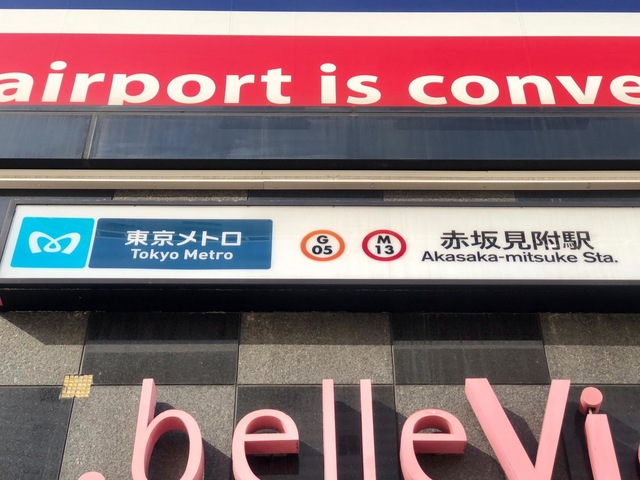 airport is conve
東京メトロ
Tokyo Metro
G
05
M
13
赤坂見附駅
Akasaka-mitsuke Sta.
belleVi